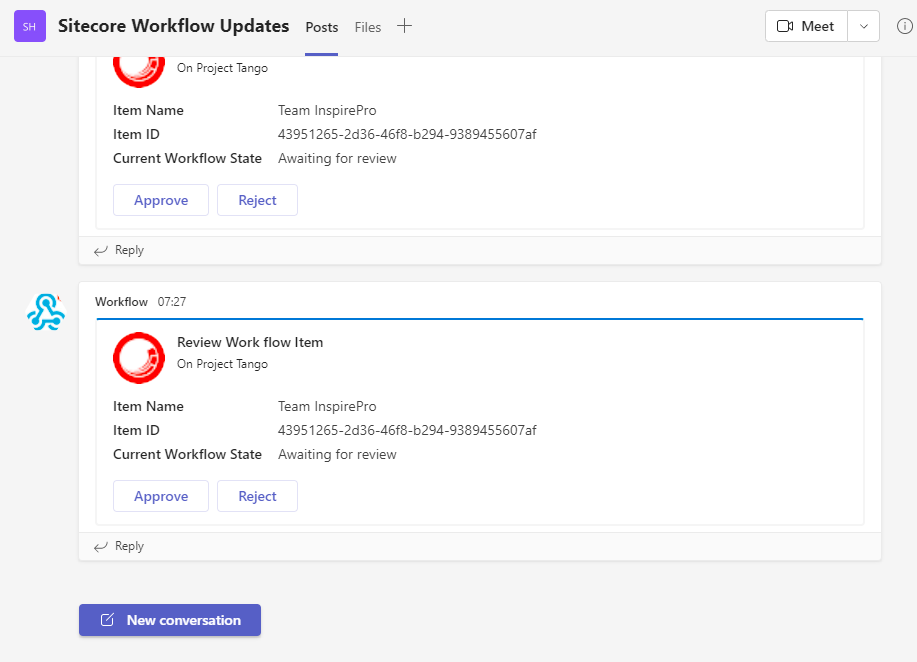 SH Sitecore Workflow Updates Posts Files Meet
On Project Tango
Item Name Team InspirePro
Item ID 43951265-2d36-46f8-b294-9389455607af
Current Workflow State Awaiting for review
Approve Reject
Reply
Workflow 07:27
Review Work flow Item
On Project Tango
Item Name Team InspirePro
Item ID 43951265-2d36-46f8-b294-9389455607af
Current Workflow State Awaiting for review
Approve Reject
Reply
New conversation